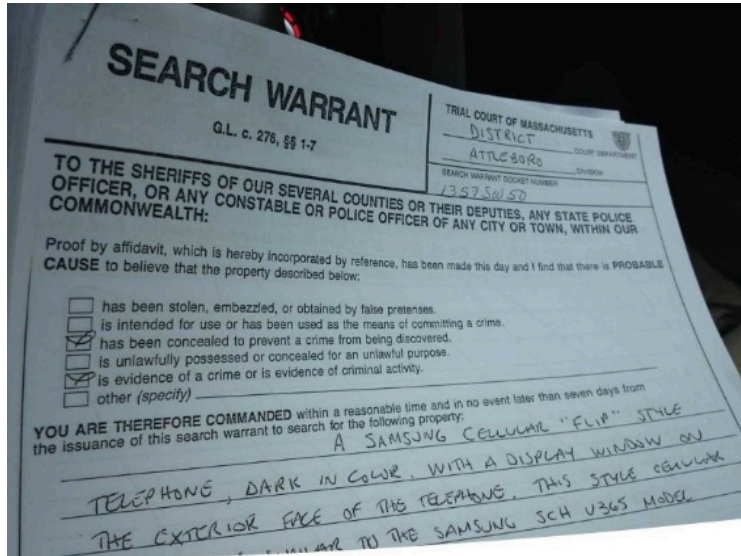 SEARCH WARRANT
G.L. c. 276, §§ 1-7
TRIAL COURT OF MASSACHUSETTS
DISTRICT
COURT DEPARTMENT
ATTLEBORO
DIVISION
SEARCH WARRANT DOCKET NUMBER
1357SW50
TO THE SHERIFFS OF OUR SEVERAL COUNTIES OR THEIR DEPUTIES, ANY STATE POLICE
OFFICER, OR ANY CONSTABLE OR POLICE OFFICER OF ANY CITY OR TOWN, WITHIN OUR
COMMONWEALTH:
Proof by affidavit, which is hereby incorporated by reference, has been made this day and I find that there is PROBABLE
CAUSE to believe that the property described below:
has been stolen, embezzled, or obtained by false pretenses.
is intended for use or has been used as the means of committing a crime.
has been concealed to prevent a crime from being discovered.
is unlawfully possessed or concealed for an unlawful purpose.
is evidence of a crime or is evidence of criminal activity.
other (specify)
YOU ARE THEREFORE COMMANDED within a reasonable time and in no event later than seven days from
the issuance of this search warrant to search for the following property:
A SAMSUNG CELLULAR "FLIP" STYLE
TELEPHONE, DARK IN COLOR, WITH A DISPLAY WINDOW ON
THE EXTERIOR FACE OF THE TELEPHONE. THIS STYLE CELLULAR
TO THE SAMSUNG SCH U365 MODEL